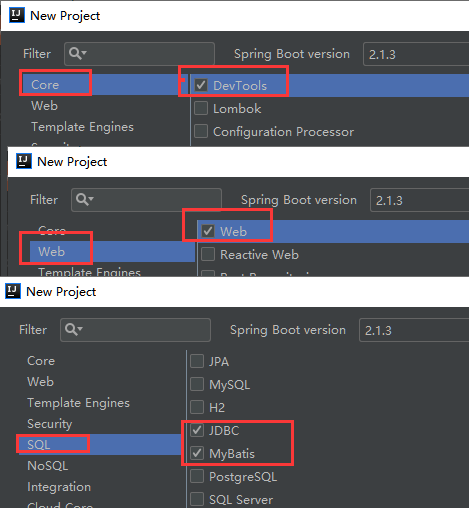 New Project
Filter Spring Boot version 2.1.3
Core DevTools
Web Lombok
Template Engines Configuration Processor
New Project
Filter Spring Boot version 2.1.3
Core Web
Web Reactive Web
Template Engines
New Project
Filter Spring Boot version 2.1.3
Core JPA
Web MySQL
Template Engines H2
Security JDBC
SQL MyBatis
NoSQL PostgreSQL
Integration SQL Server
Cloud Core